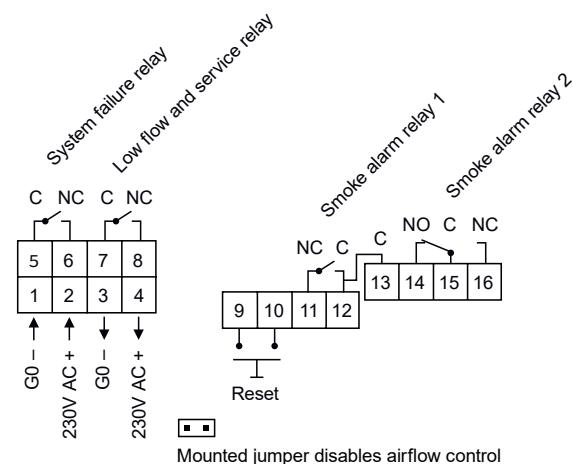 System failure relay
Low flow and service relay
C NC C NC
5 6 7 8
1 2 3 4
G0 –
230V AC +
G0 –
230V AC +
Smoke alarm relay 1
Smoke alarm relay 2
NC C
C
NO C NC
13 14 15 16
9 10 11 12
Reset
Mounted jumper disables airflow control